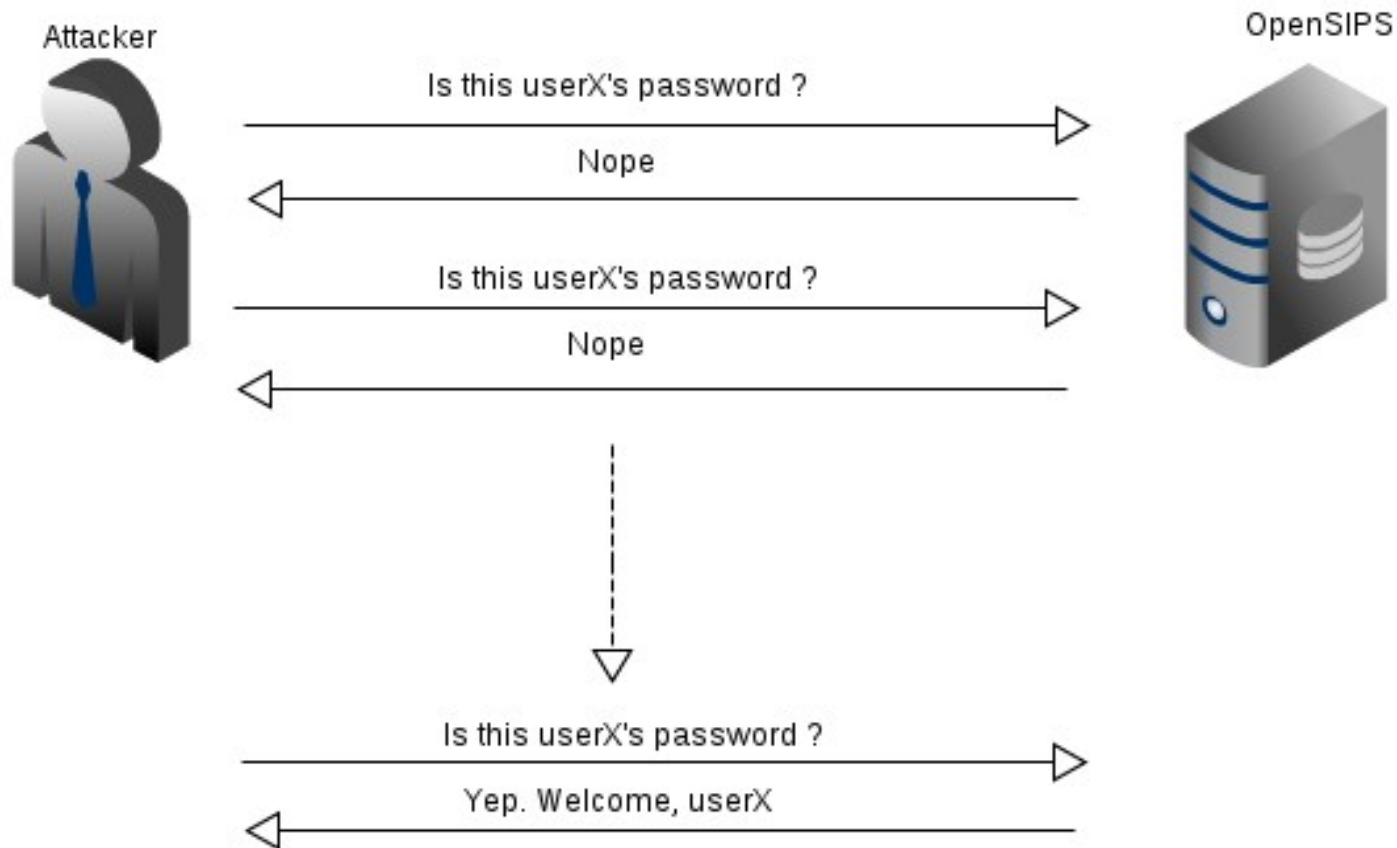 Attacker
OpenSIPS
Is this userX's password ?
Nope
Is this userX's password ?
Nope
Is this userX's password ?
Yep. Welcome, userX